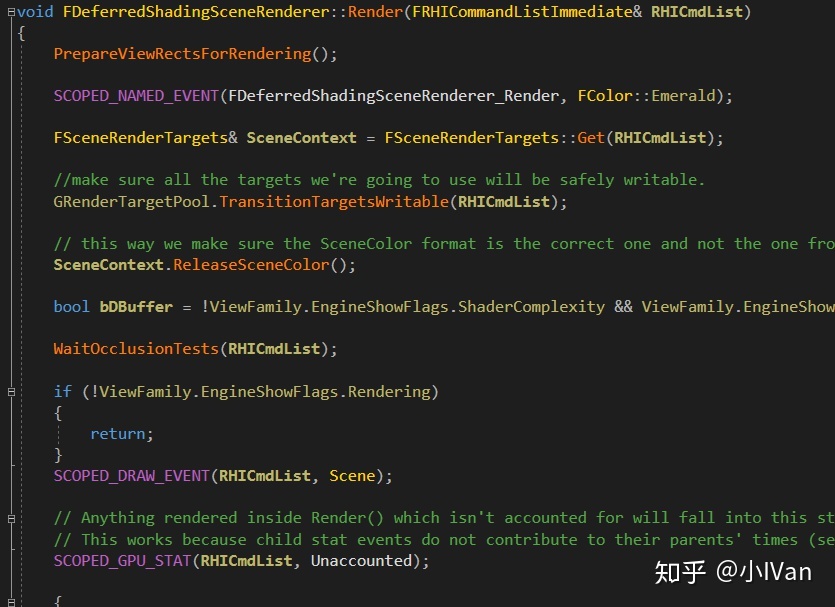 void FDeferredShadingSceneRenderer::Render(FRHICommandListImmediate& RHICmdList)
{
PrepareViewRectsForRendering();
SCOPED_NAMED_EVENT(FDeferredShadingSceneRenderer_Render, FColor::Emerald);
FSceneRenderTargets& SceneContext = FSceneRenderTargets::Get(RHICmdList);
//make sure all the targets we're going to use will be safely writable.
GRenderTargetPool.TransitionTargetsWritable(RHICmdList);
// this way we make sure the SceneColor format is the correct one and not the one fro
SceneContext.ReleaseSceneColor();
bool bDBuffer = !ViewFamily.EngineShowFlags.ShaderComplexity && ViewFamily.EngineShow
WaitOcclusionTests(RHICmdList);
if (!ViewFamily.EngineShowFlags.Rendering)
{
return;
}
SCOPED_DRAW_EVENT(RHICmdList, Scene);
// Anything rendered inside Render() which isn't accounted for will fall into this st
// This works because child stat events do not contribute to their parents' times (se
SCOPED_GPU_STAT(RHICmdList, Unaccounted);
{
知乎 @小IVan